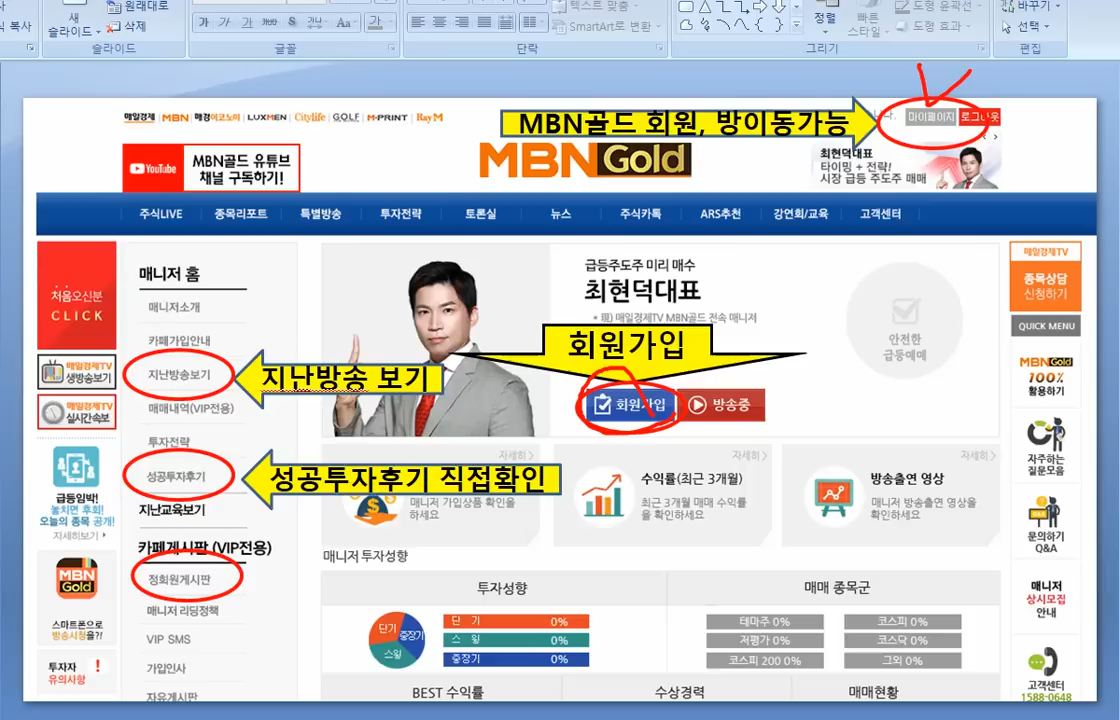 원래대로
텍스트 맞춤
도형 윤곽선
바꾸기
복사
새
슬라이드
삭제
가 가 가 abc S 가 Aa 가
SmartArt로 변환
정렬
빠른
스타일
도형 효과
선택
슬라이드
글꼴
단락
그리기
편집
매일경제 MBN 매경이코노미 LUXMEN Citylife GOLF M-PRINT Ray M
MBN골드 회원, 방이동가능
마이페이지
로그아웃
YouTube
MBN골드 유튜브
채널 구독하기!
MBN Gold
최현덕대표
타이밍 + 전략!
시장 급등 주도주 매매
주식LIVE 종목리포트 특별방송 투자전략 토론실 뉴스 주식카톡 ARS추천 강연회/교육 고객센터
처음오신분
CLICK
매일경제TV
생방송보기
매일경제TV
실시간속보
급등임박!
놓치면 후회!
오늘의 종목 공개!
자세히보기
MBN
Gold
스마트폰으로
방송시청을?!
투자자
유의사항
!
매니저 홈
매니저소개
카페가입안내
지난방송보기
매매내역(VIP전용)
투자전략
성공투자후기
지난교육보기
카페게시판 (VIP전용)
정회원게시판
매니저 리딩정책
VIP SMS
가입인사
자유게시판
지난방송 보기
성공투자후기 직접확인
급등주도주 미리 매수
최현덕대표
* 現) 매일경제TV MBN골드 전속 매니저
회원가입
회원가입
방송중
안전한
급등매매
자세히 >
매니저 가입상품 확인을
하세요
자세히 >
수익률(최근 3개월)
최근 3개월 매매 수익률
을 확인하세요
자세히 >
방송출연 영상
매니저 방송출연 영상을
확인하세요
매니저 투자성향
투자성향
매매 종목군
단기
중장기
스윙
단 기 0%
스 윙 0%
중장기 0%
테마주 0%
코스피 0%
저평가 0%
코스닥 0%
코스피 200 0%
그외 0%
BEST 수익률
수상경력
매매현황
매일경제TV
종목상담
신청하기
QUICK MENU
MBN Gold
100%
활용하기
자주하는
질문모음
문의하기
Q&A
매니저
상시모집
안내
고객센터
1588-0648